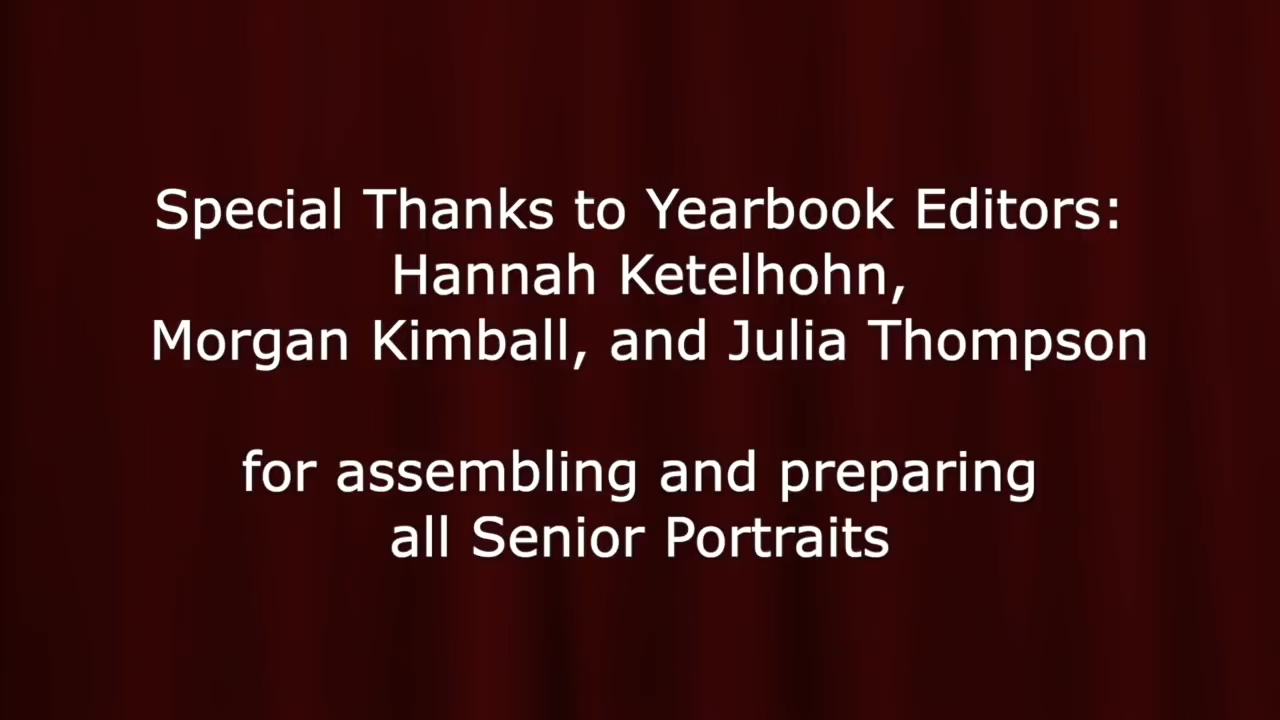 Special Thanks to Yearbook Editors:
Hannah Ketelhohn,
Morgan Kimball, and Julia Thompson
for assembling and preparing
all Senior Portraits